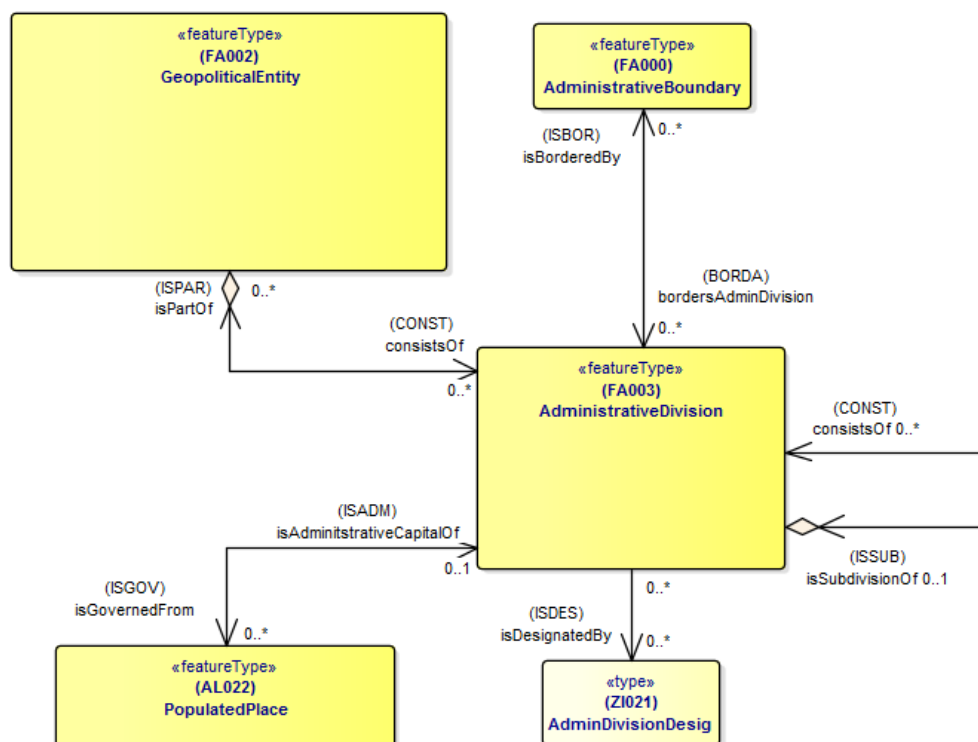 «featureType»
(FA002)
GeopoliticalEntity
«featureType»
(FA000)
AdministrativeBoundary
(ISBOR)
isBorderedBy
0..*
(ISPAR)
isPartOf
0..*
(BORDA)
bordersAdminDivision
0..*
(CONST)
consistsOf
0..*
«featureType»
(FA003)
AdministrativeDivision
(CONST)
consistsOf 0..*
(ISSUB)
isSubdivisionOf 0..1
(ISADM)
isAdminitstrativeCapitalOf
0..1
(ISGOV)
isGovernedFrom
0..*
0..*
(ISDES)
isDesignatedBy
0..*
«featureType»
(AL022)
PopulatedPlace
«type»
(ZI021)
AdminDivisionDesig